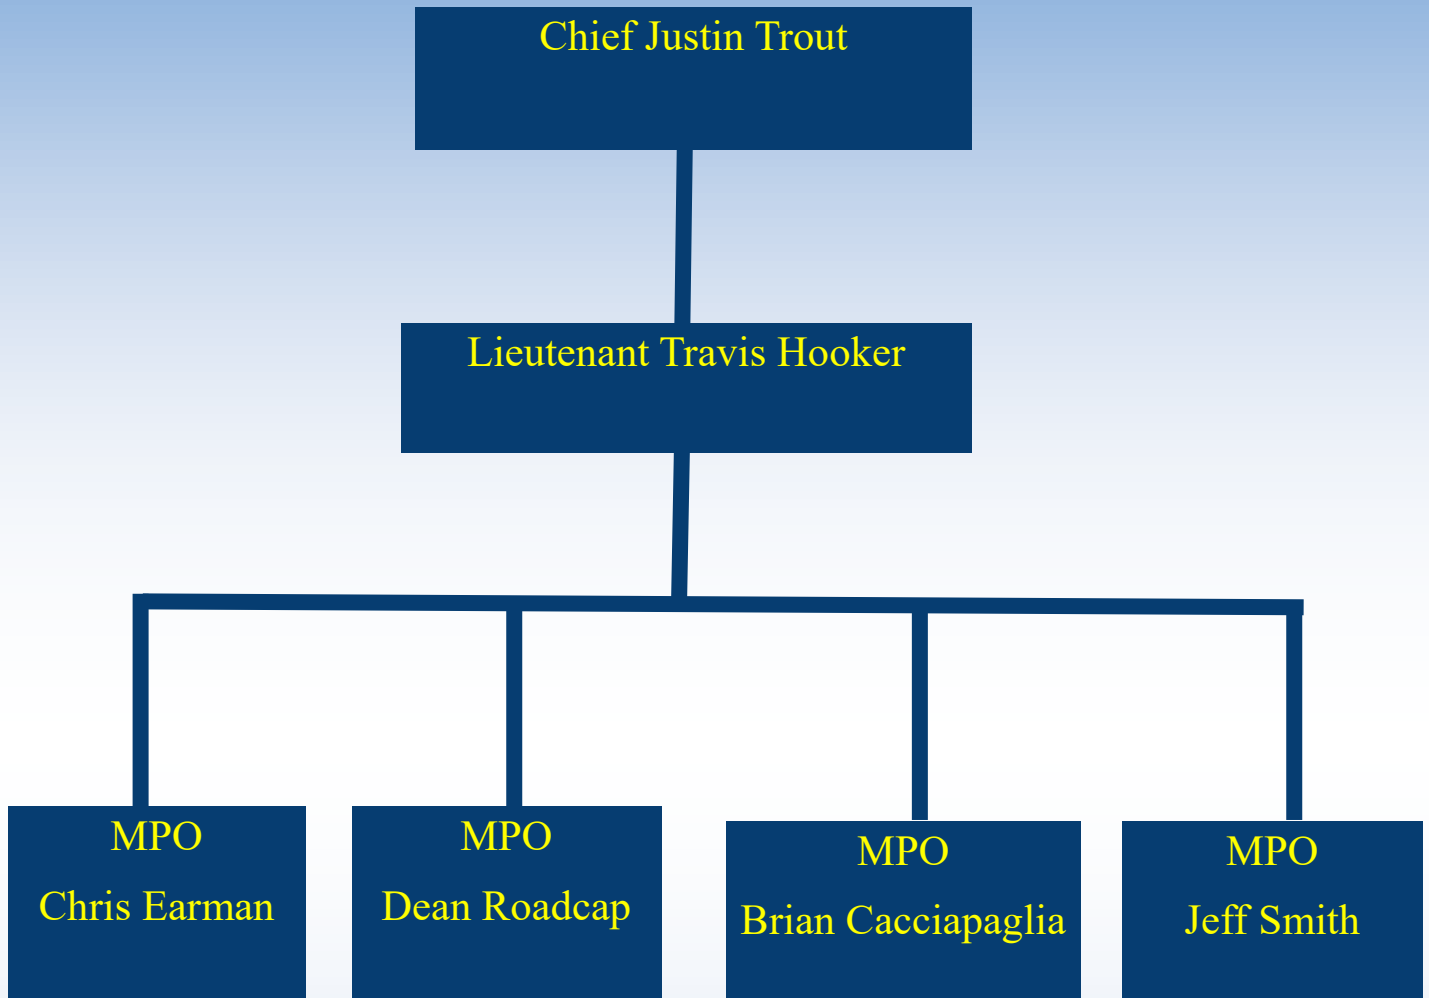 Chief Justin Trout
Lieutenant Travis Hooker
MPO
Chris Earman
MPO
Dean Roadcap
MPO
Brian Cacciapaglia
MPO
Jeff Smith